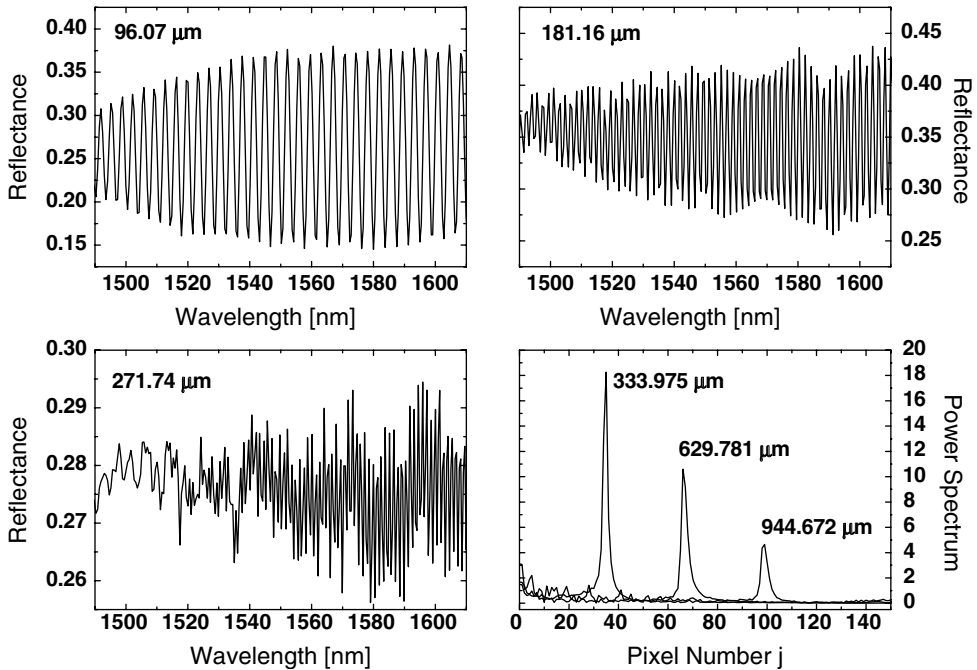 96.07 μm
0.40
0.35
0.30
0.25
0.20
0.15
Reflectance
1500 1520 1540 1560 1580 1600
Wavelength [nm]
181.16 μm
0.45
0.40
0.35
0.30
0.25
Reflectance
1500 1520 1540 1560 1580 1600
Wavelength [nm]
271.74 μm
0.30
0.29
0.28
0.27
0.26
Reflectance
1500 1520 1540 1560 1580 1600
Wavelength [nm]
333.975 μm
629.781 μm
944.672 μm
20
18
16
14
12
10
8
6
4
2
0
Power Spectrum
0 20 40 60 80 100 120 140
Pixel Number j